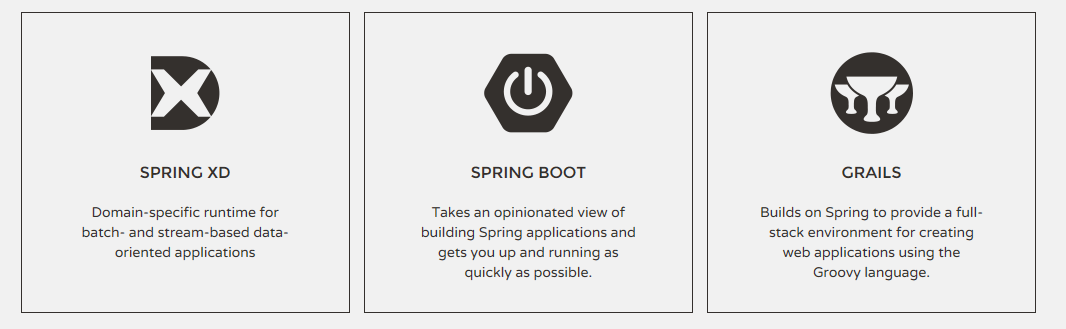 SPRING XD
Domain-specific runtime for
batch- and stream-based data-
oriented applications
SPRING BOOT
Takes an opinionated view of
building Spring applications and
gets you up and running as
quickly as possible.
GRAILS
Builds on Spring to provide a full-
stack environment for creating
web applications using the
Groovy language.